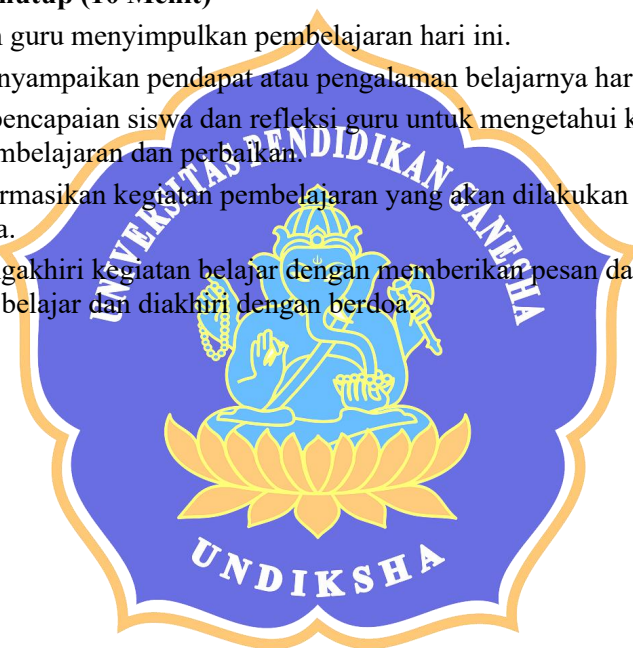 (10 Menit)
guru menyimpulkan pembelajaran hari ini.
nyampaikan pendapat atau pengalaman belajarnya har
pencapaian siswa dan refleksi guru untuk mengetahui k
mbelajaran dan perbaikan.
rmasikan kegiatan pembelajaran yang akan dilakukan
a.
gakhiri kegiatan belajar dengan memberikan pesan da
belajar dan diakhiri dengan berdoa.
UNIVERSITAS PENDIDIKAN GANESHA
UNDIKSHA